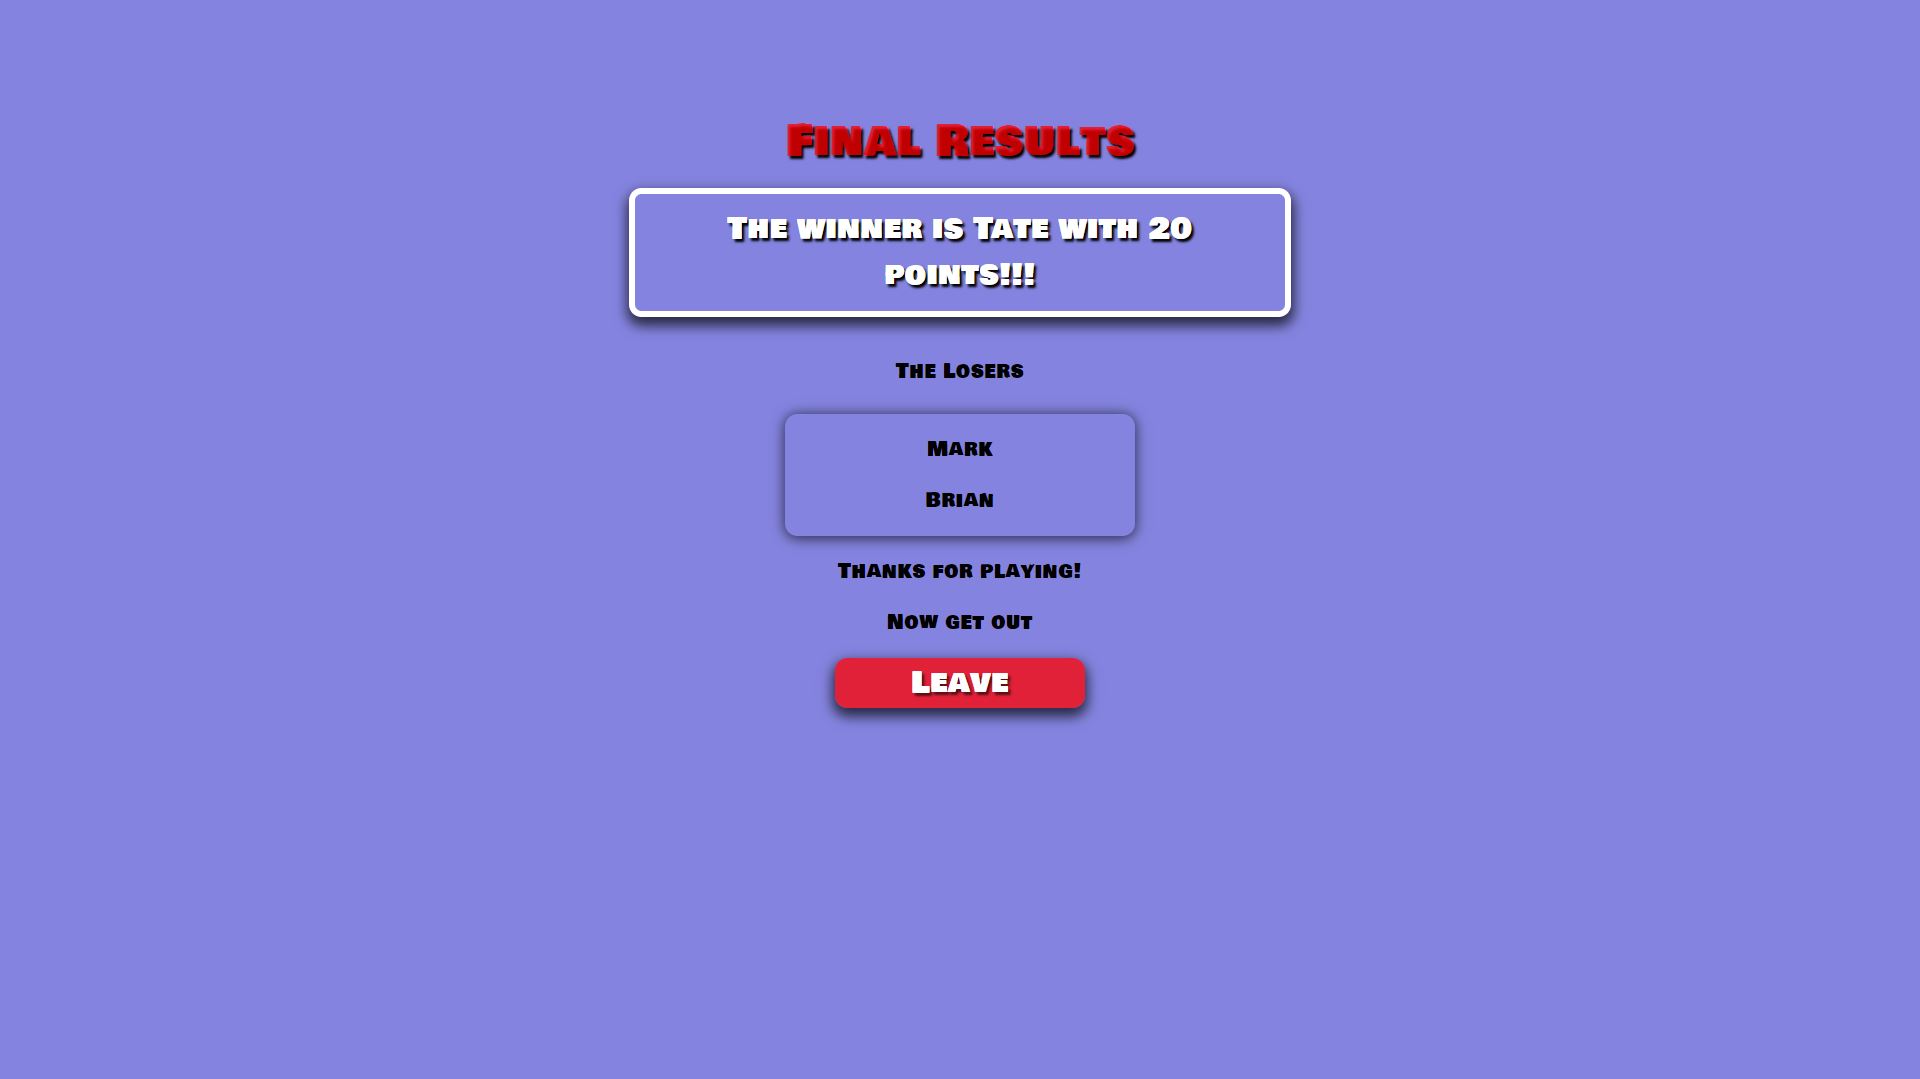 Final Results
The winner is Tate with 20
points!!!
The Losers
Mark
Brian
Thanks for playing!
Now get out
Leave